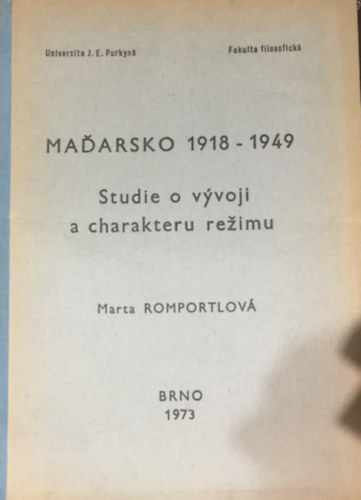 Universita J. E. Purkyně
Fakulta filosofická
MAĎARSKO 1918 - 1949
Studie o vývoji
a charakteru režimu
Marta ROMPORTLOVÁ
BRNO
1973